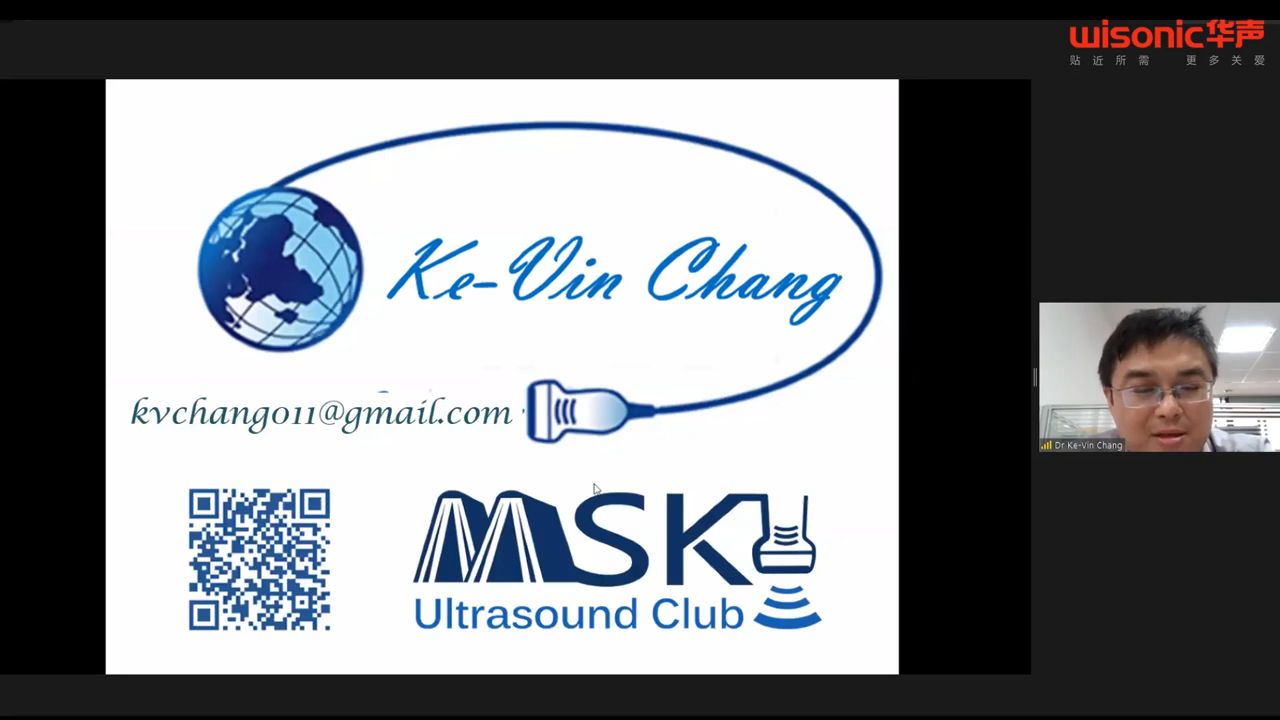 wisonic华声
贴近所需 更多关爱
Ke-Vin Chang
kvchang011@gmail.com
MSKU
Ultrasound Club
Dr Ke-Vin Chang